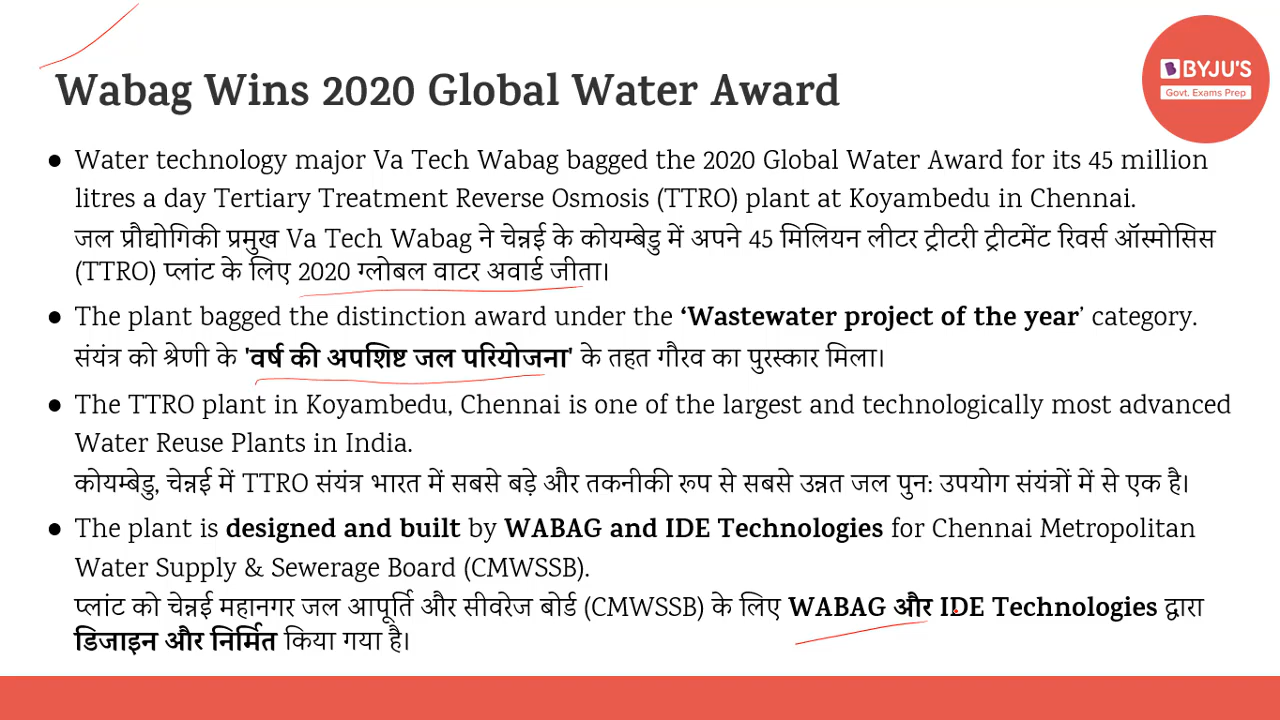 Wabag Wins 2020 Global Water Award
BYJU'S
Govt. Exams Prep
● Water technology major Va Tech Wabag bagged the 2020 Global Water Award for its 45 million
litres a day Tertiary Treatment Reverse Osmosis (TTRO) plant at Koyambedu in Chennai.
जल प्रौद्योगिकी प्रमुख Va Tech Wabag ने चेन्नई के कोयम्बेडु में अपने 45 मिलियन लीटर ट्रीटरी ट्रीटमेंट रिवर्स ऑस्मोसिस
(TTRO) प्लांट के लिए 2020 ग्लोबल वाटर अवार्ड जीता।
● The plant bagged the distinction award under the ‘Wastewater project of the year’ category.
संयंत्र को श्रेणी के 'वर्ष की अपशिष्ट जल परियोजना' के तहत गौरव का पुरस्कार मिला।
● The TTRO plant in Koyambedu, Chennai is one of the largest and technologically most advanced
Water Reuse Plants in India.
कोयम्बेडु, चेन्नई में TTRO संयंत्र भारत में सबसे बड़े और तकनीकी रूप से सबसे उन्नत जल पुन: उपयोग संयंत्रों में से एक है।
● The plant is designed and built by WABAG and IDE Technologies for Chennai Metropolitan
Water Supply & Sewerage Board (CMWSSB).
प्लांट को चेन्नई महानगर जल आपूर्ति और सीवरेज बोर्ड (CMWSSB) के लिए WABAG और IDE Technologies द्वारा
डिजाइन और निर्मित किया गया है।